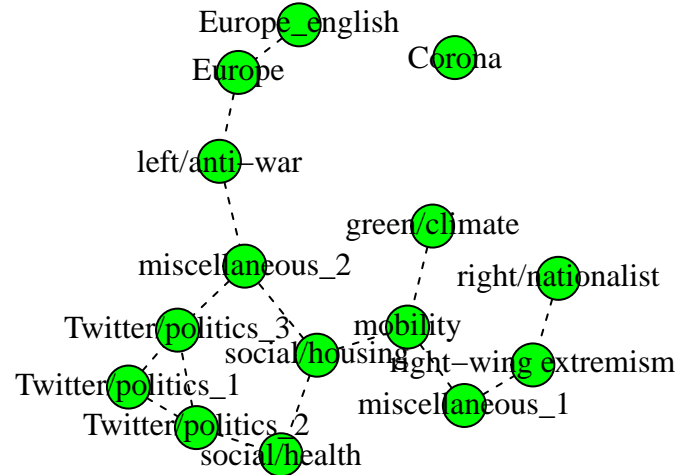 Europe_english
Corona
Europe
left/anti−war
green/climate
miscellaneous_2
right/nationalist
Twitter/politics_3
mobility
social/housing
right−wing extremism
Twitter/politics_1
miscellaneous_1
Twitter/politics_2
social/health